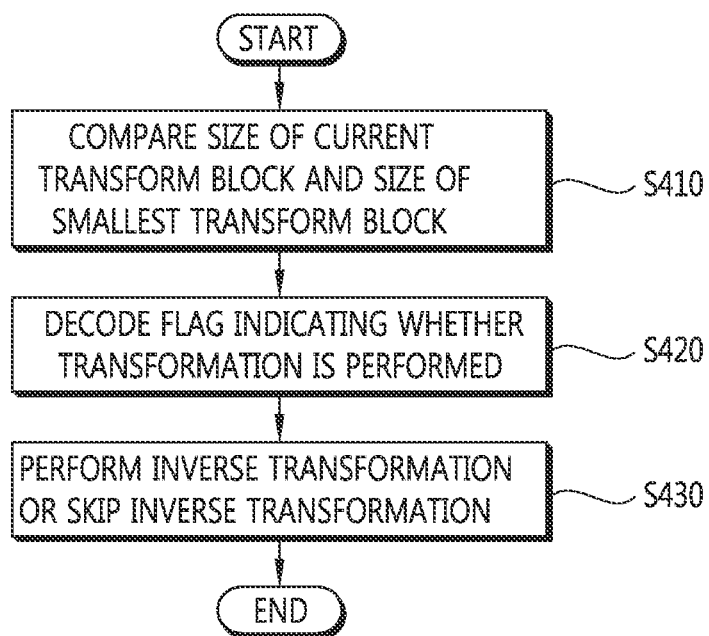 START
COMPARE SIZE OF CURRENT
TRANSFORM BLOCK AND SIZE OF
SMALLEST TRANSFORM BLOCK
S410
DECODE FLAG INDICATING WHETHER
TRANSFORMATION IS PERFORMED
S420
PERFORM INVERSE TRANSFORMATION
OR SKIP INVERSE TRANSFORMATION
S430
END